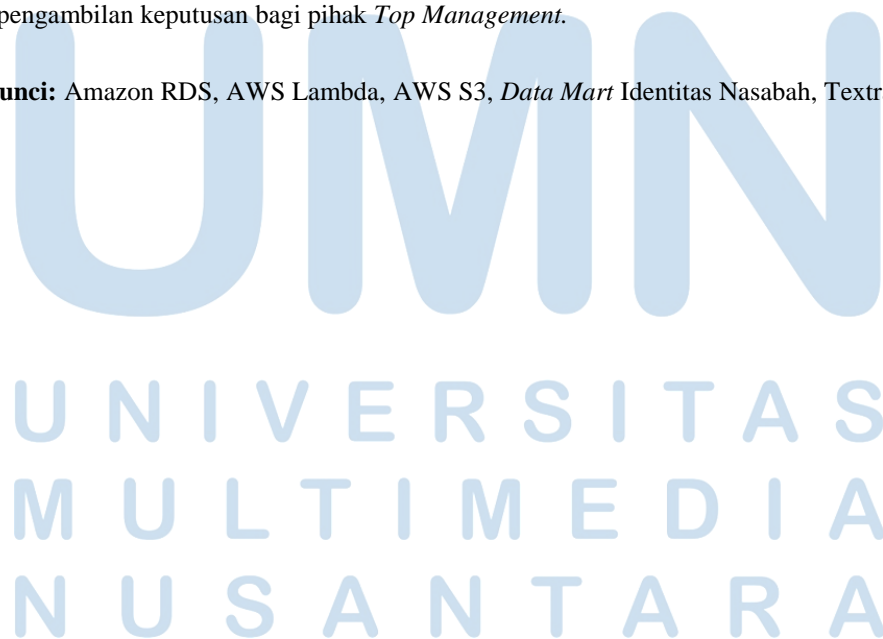 pengambilan keputusan bagi pihak Top Management.
unci: Amazon RDS, AWS Lambda, AWS S3, Data Mart Identitas Nasabah, Textr
UMN
UNIVERSITAS
MULTIMEDIA
NUSANTARA